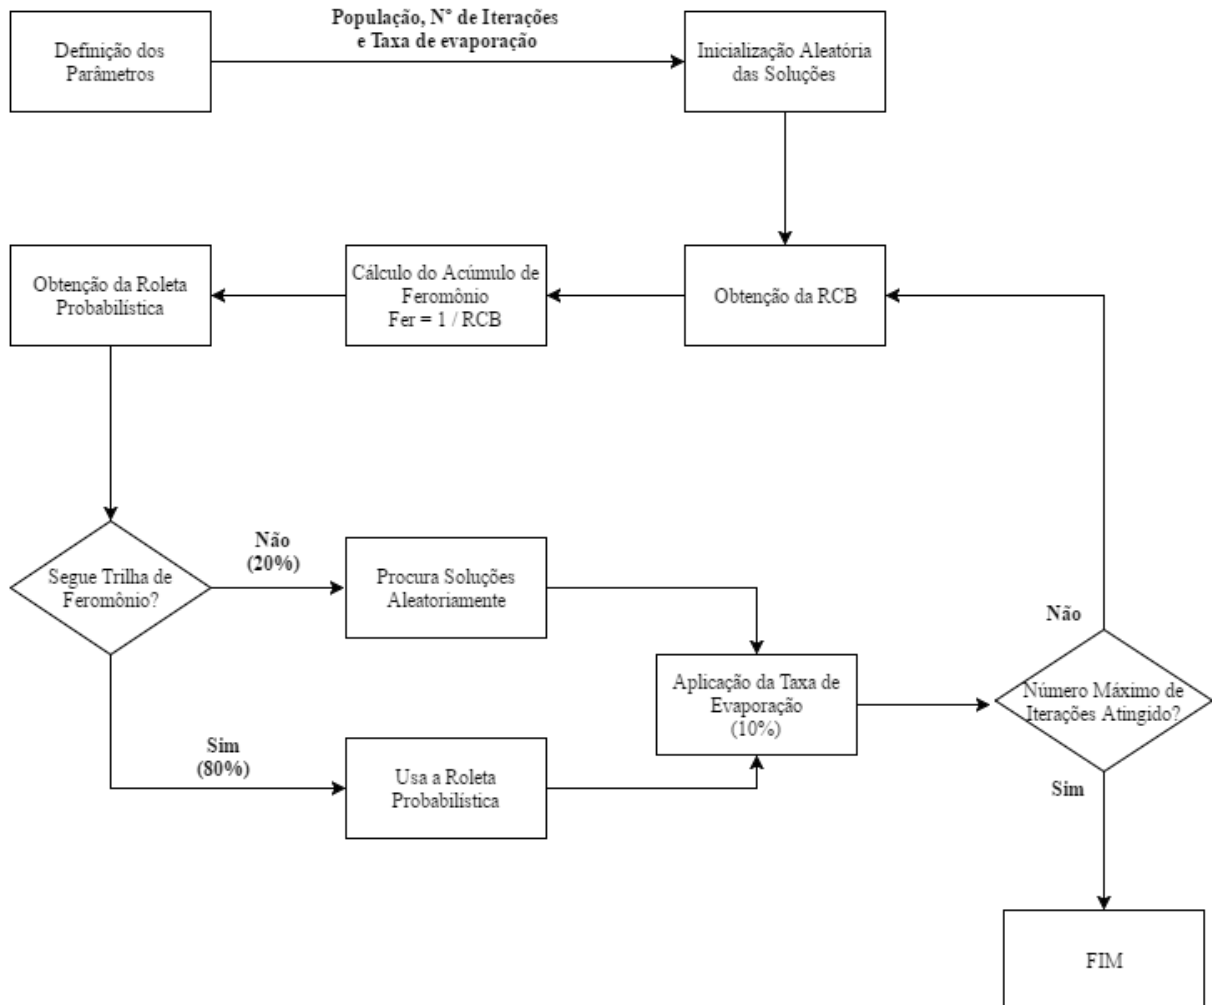 População, Nº de Iterações
e Taxa de evaporação
Definição dos
Parâmetros
Inicialização Aleatória
das Soluções
Obtenção da Roleta
Probabilística
Cálculo do Acúmulo de
Feromônio
Fer = 1 / RCB
Obtenção da RCB
Não
(20%)
Segue Trilha de
Feromônio?
Procura Soluções
Aleatoriamente
Não
Aplicação da Taxa de
Evaporação
(10%)
Número Máximo de
Iterações Atingido?
Sim
(80%)
Usa a Roleta
Probabilística
Sim
FIM